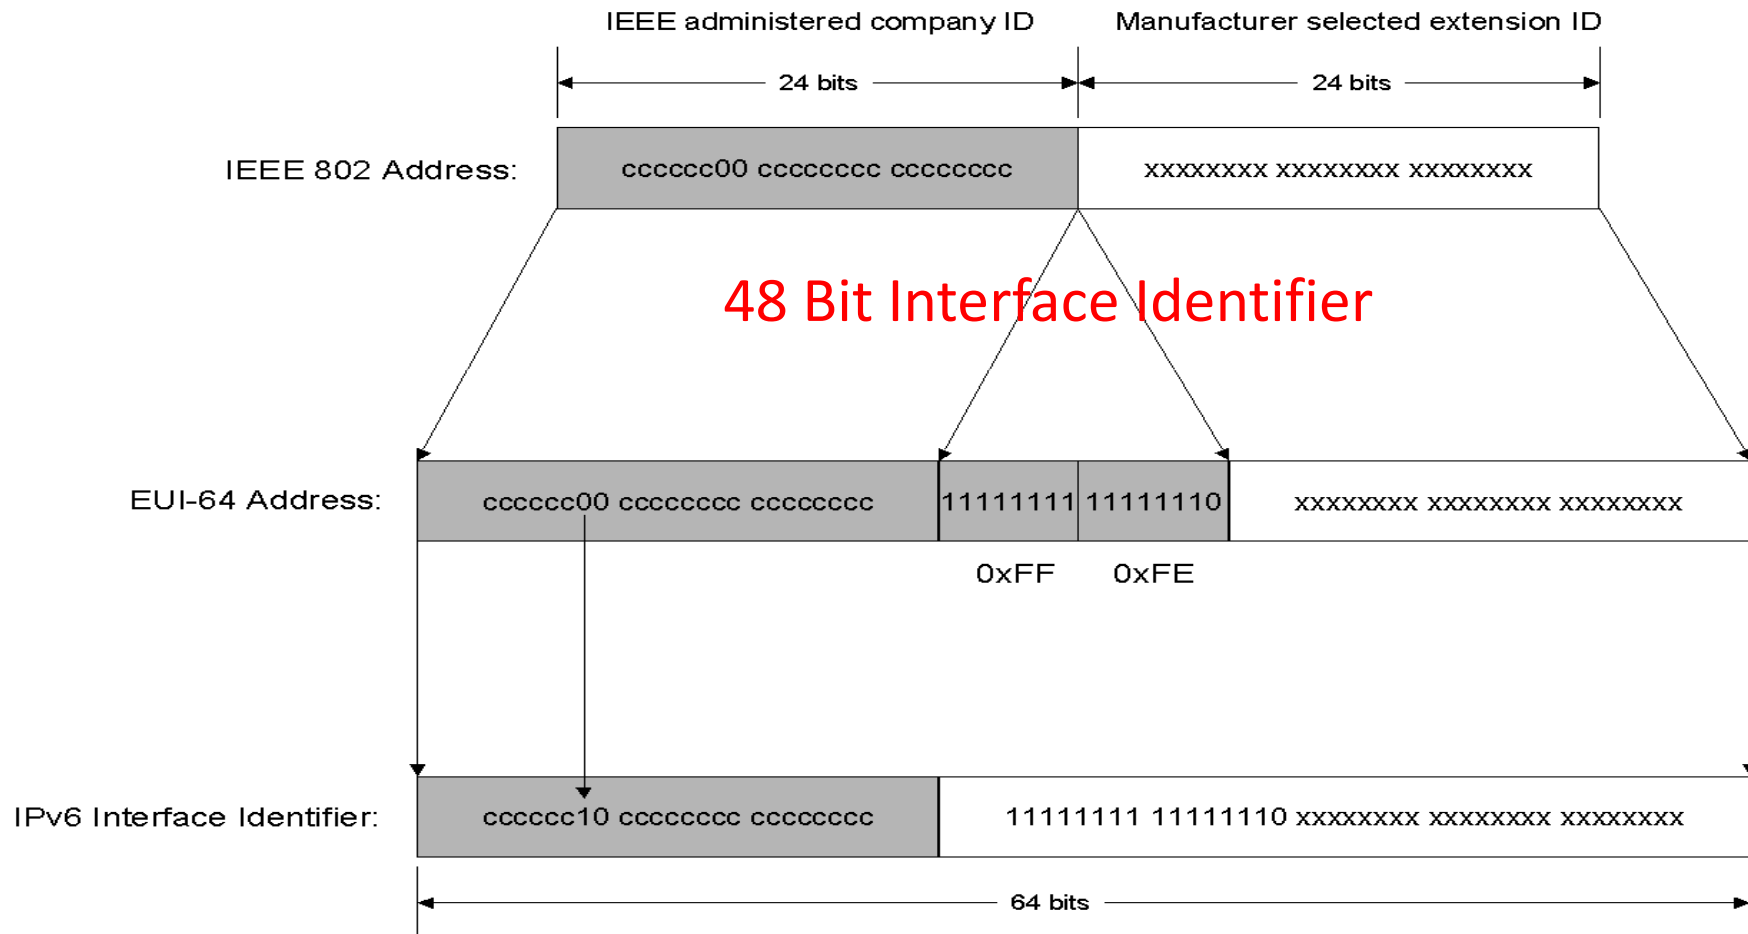 IEEE administered company ID Manufacturer selected extension ID
24 bits 24 bits
IEEE 802 Address: cccccc00 cccccccc cccccccc xxxxxxxx xxxxxxxx xxxxxxxx
48 Bit Interface Identifier
EUI-64 Address: cccccc00 cccccccc cccccccc 11111111 11111110 xxxxxxxx xxxxxxxx xxxxxxxx
0xFF 0xFE
IPv6 Interface Identifier: cccccc10 cccccccc cccccccc 11111111 11111110 xxxxxxxx xxxxxxxx xxxxxxxx
64 bits